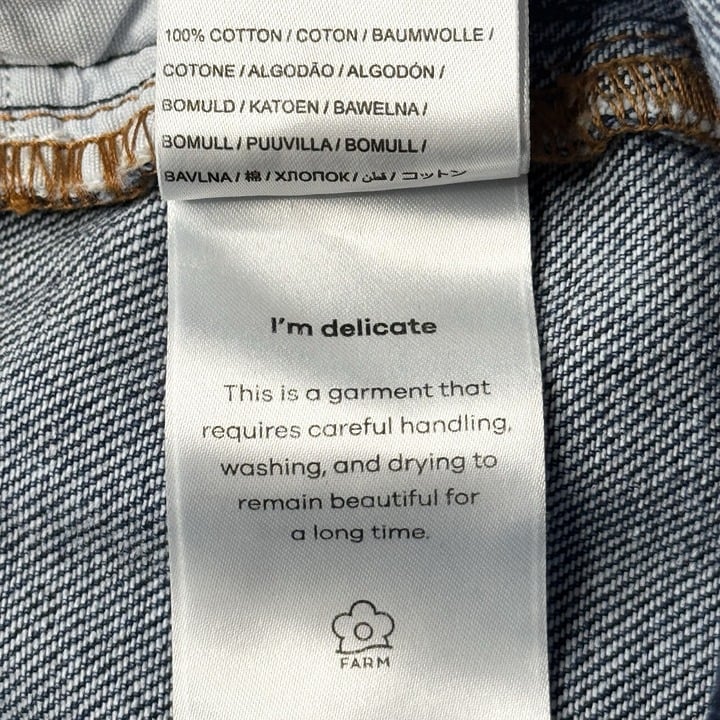 100% COTTON / COTON / BAUMWOLLE /
COTONE / ALGODÃO / ALGODÓN /
BOMULD / KATOEN / BAWELNA /
BOMULL / PUUVILLA / BOMULL /
BAVLNA / 棉 / ХЛОПОК / قطن / コットン
I'm delicate
This is a garment that
requires careful handling,
washing, and drying to
remain beautiful for
a long time.
FARM